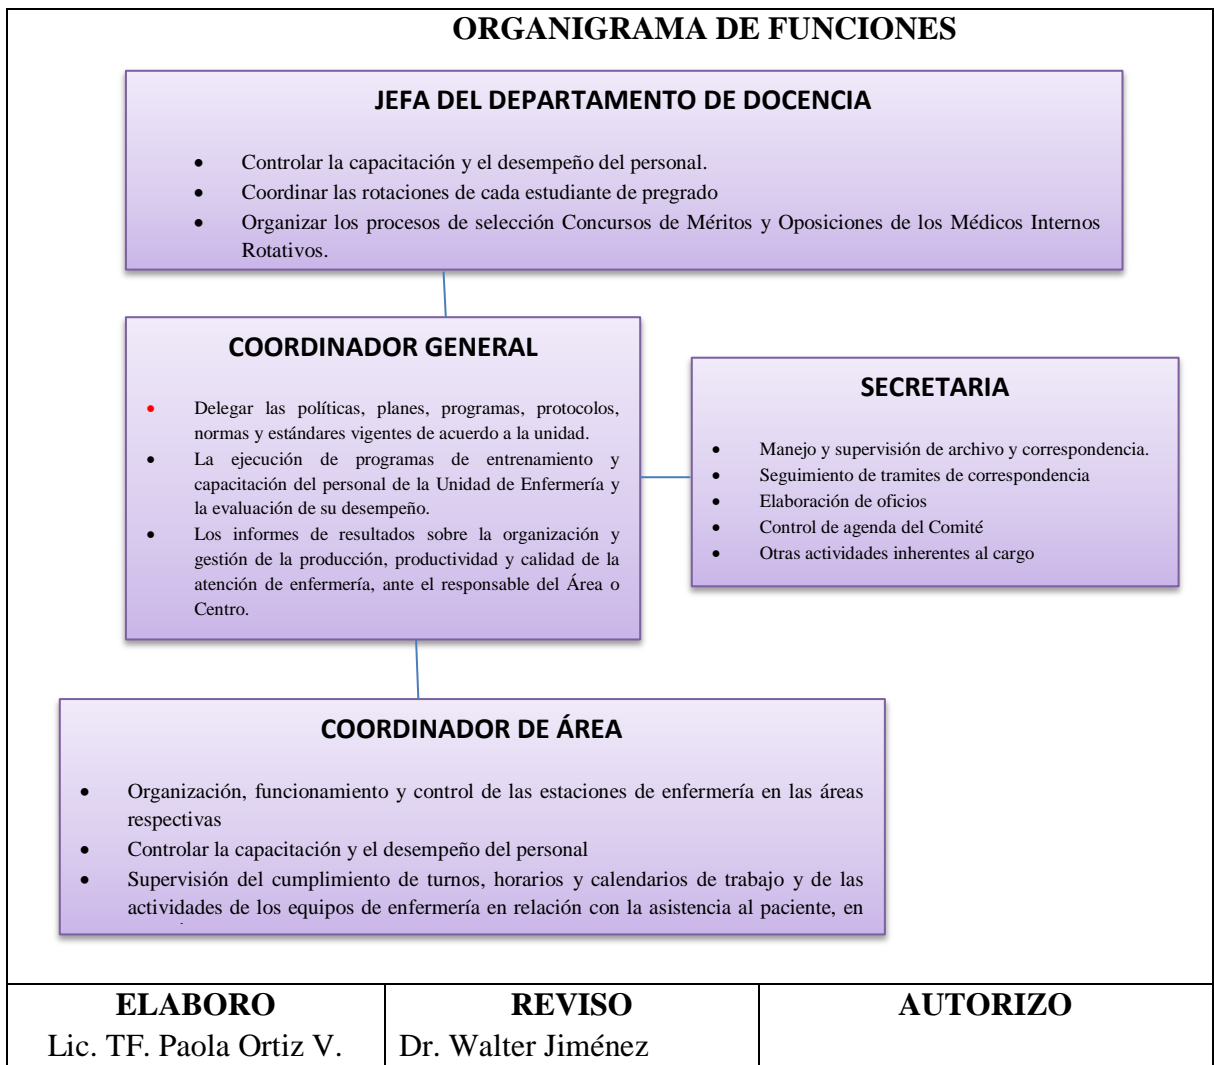 ORGANIGRAMA DE FUNCIONES
JEFA DEL DEPARTAMENTO DE DOCENCIA
• Controlar la capacitación y el desempeño del personal.
• Coordinar las rotaciones de cada estudiante de pregrado
• Organizar los procesos de selección Concursos de Méritos y Oposiciones de los Médicos Internos
Rotativos.
COORDINADOR GENERAL
• Delegar las políticas, planes, programas, protocolos,
normas y estándares vigentes de acuerdo a la unidad.
• La ejecución de programas de entrenamiento y
capacitación del personal de la Unidad de Enfermería y
la evaluación de su desempeño.
• Los informes de resultados sobre la organización y
gestión de la producción, productividad y calidad de la
atención de enfermería, ante el responsable del Área o
Centro.
SECRETARIA
• Manejo y supervisión de archivo y correspondencia.
• Seguimiento de tramites de correspondencia
• Elaboración de oficios
• Control de agenda del Comité
• Otras actividades inherentes al cargo
COORDINADOR DE ÁREA
• Organización, funcionamiento y control de las estaciones de enfermería en las áreas
respectivas
• Controlar la capacitación y el desempeño del personal
• Supervisión del cumplimiento de turnos, horarios y calendarios de trabajo y de las
actividades de los equipos de enfermería en relación con la asistencia al paciente, en
ELABORO
Lic. TF. Paola Ortiz V.
REVISO
Dr. Walter Jiménez
AUTORIZO